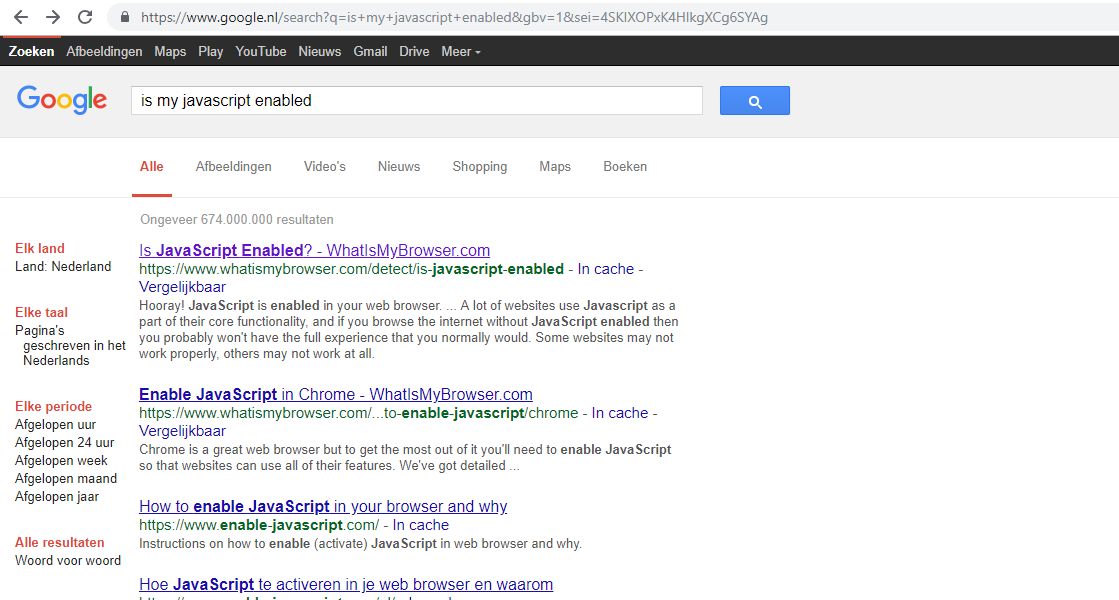 https://www.google.nl/search?q=is+my+javascript+enabled&gbv=1&sei=4SKIXOPxK4HIkgXCg6SYAg
Zoeken Afbeeldingen Maps Play YouTube Nieuws Gmail Drive Meer
Google is my javascript enabled
Alle Afbeeldingen Video's Nieuws Shopping Maps Boeken
Ongeveer 674.000.000 resultaten
Elk land
Land: Nederland
Elke taal
Pagina's
geschreven in het
Nederlands
Elke periode
Afgelopen uur
Afgelopen 24 uur
Afgelopen week
Afgelopen maand
Afgelopen jaar
Alle resultaten
Woord voor woord
Is JavaScript Enabled? - WhatIsMyBrowser.com
https://www.whatismybrowser.com/detect/is-javascript-enabled - In cache -
Vergelijkbaar
Hooray! JavaScript is enabled in your web browser. ... A lot of websites use Javascript as a
part of their core functionality, and if you browse the internet without JavaScript enabled then
you probably won't have the full experience that you normally would. Some websites may not
work properly, others may not work at all.
Enable JavaScript in Chrome - WhatIsMyBrowser.com
https://www.whatismybrowser.com/...to-enable-javascript/chrome - In cache -
Vergelijkbaar
Chrome is a great web browser but to get the most out of it you'll need to enable JavaScript
so that websites can use all of their features. We've got detailed ...
How to enable JavaScript in your browser and why
https://www.enable-javascript.com/ - In cache
Instructions on how to enable (activate) JavaScript in web browser and why.
Hoe JavaScript te activeren in je web browser en waarom